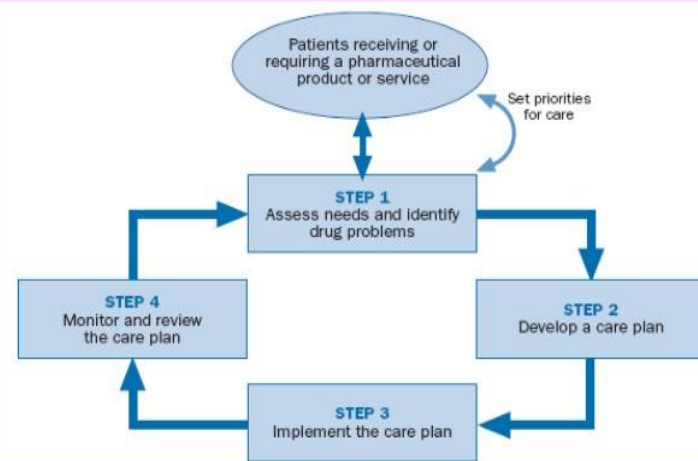 Patients receiving or
requiring a pharmaceutical
product or service
Set priorities
for care
STEP 1
Assess needs and identify
drug problems
STEP 2
Develop a care plan
STEP 3
Implement the care plan
STEP 4
Monitor and review
the care plan